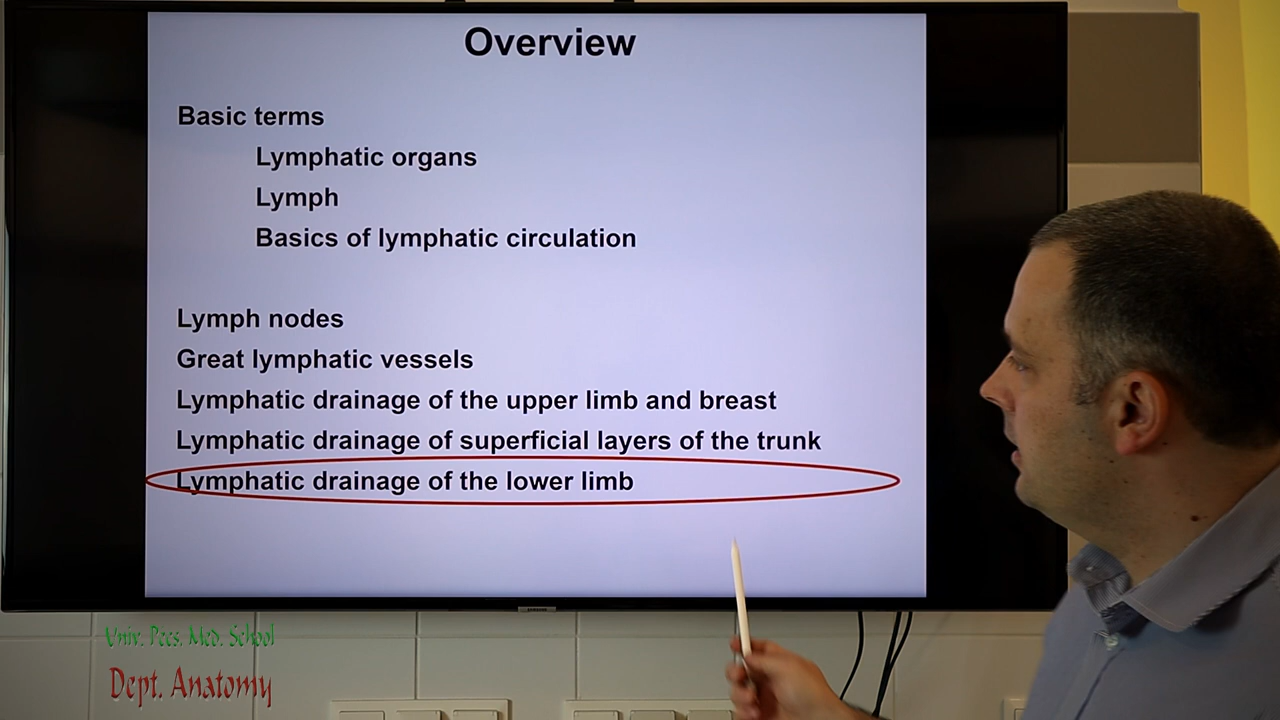 Overview
Basic terms
Lymphatic organs
Lymph
Basics of lymphatic circulation
Lymph nodes
Great lymphatic vessels
Lymphatic drainage of the upper limb and breast
Lymphatic drainage of superficial layers of the trunk
Lymphatic drainage of the lower limb
SAMSUNG
Univ. Pecs. Med. School
Dept. Anatomy